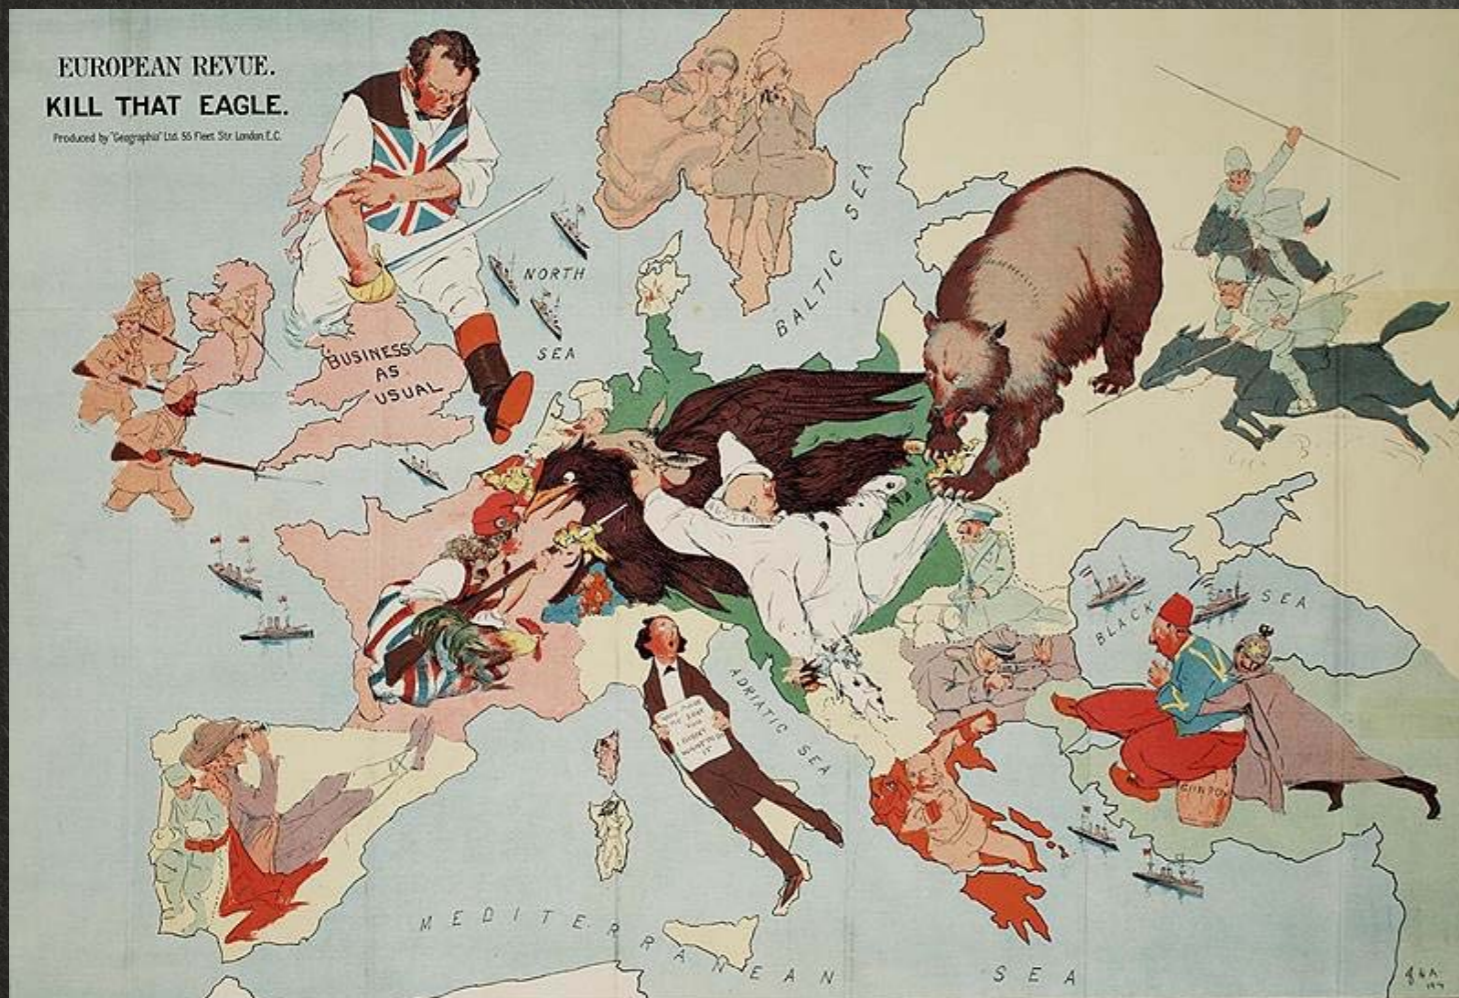 EUROPEAN REVUE.
KILL THAT EAGLE.
Produced by "Geographia" Ltd. 55 Fleet Str. London. E.C.
BALTIC SEA
NORTH
SEA
BUSINESS
AS
USUAL
BLACK SEA
ADRIATIC SEA
GUNPOW
MEDITERRANEAN SEA